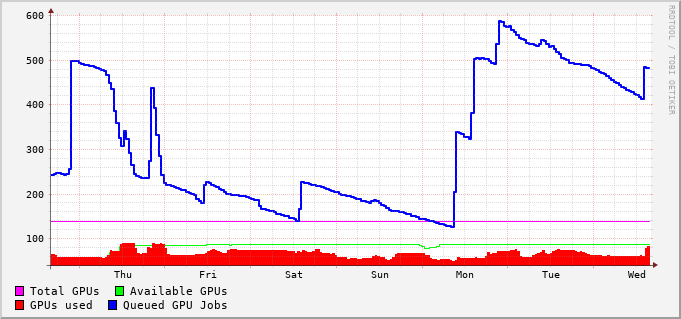 600
500
400
300
200
100
Thu Fri Sat Sun Mon Tue Wed
Total GPUs Available GPUs
GPUs used Queued GPU Jobs
RRDTOOL / TOBI OETIKER